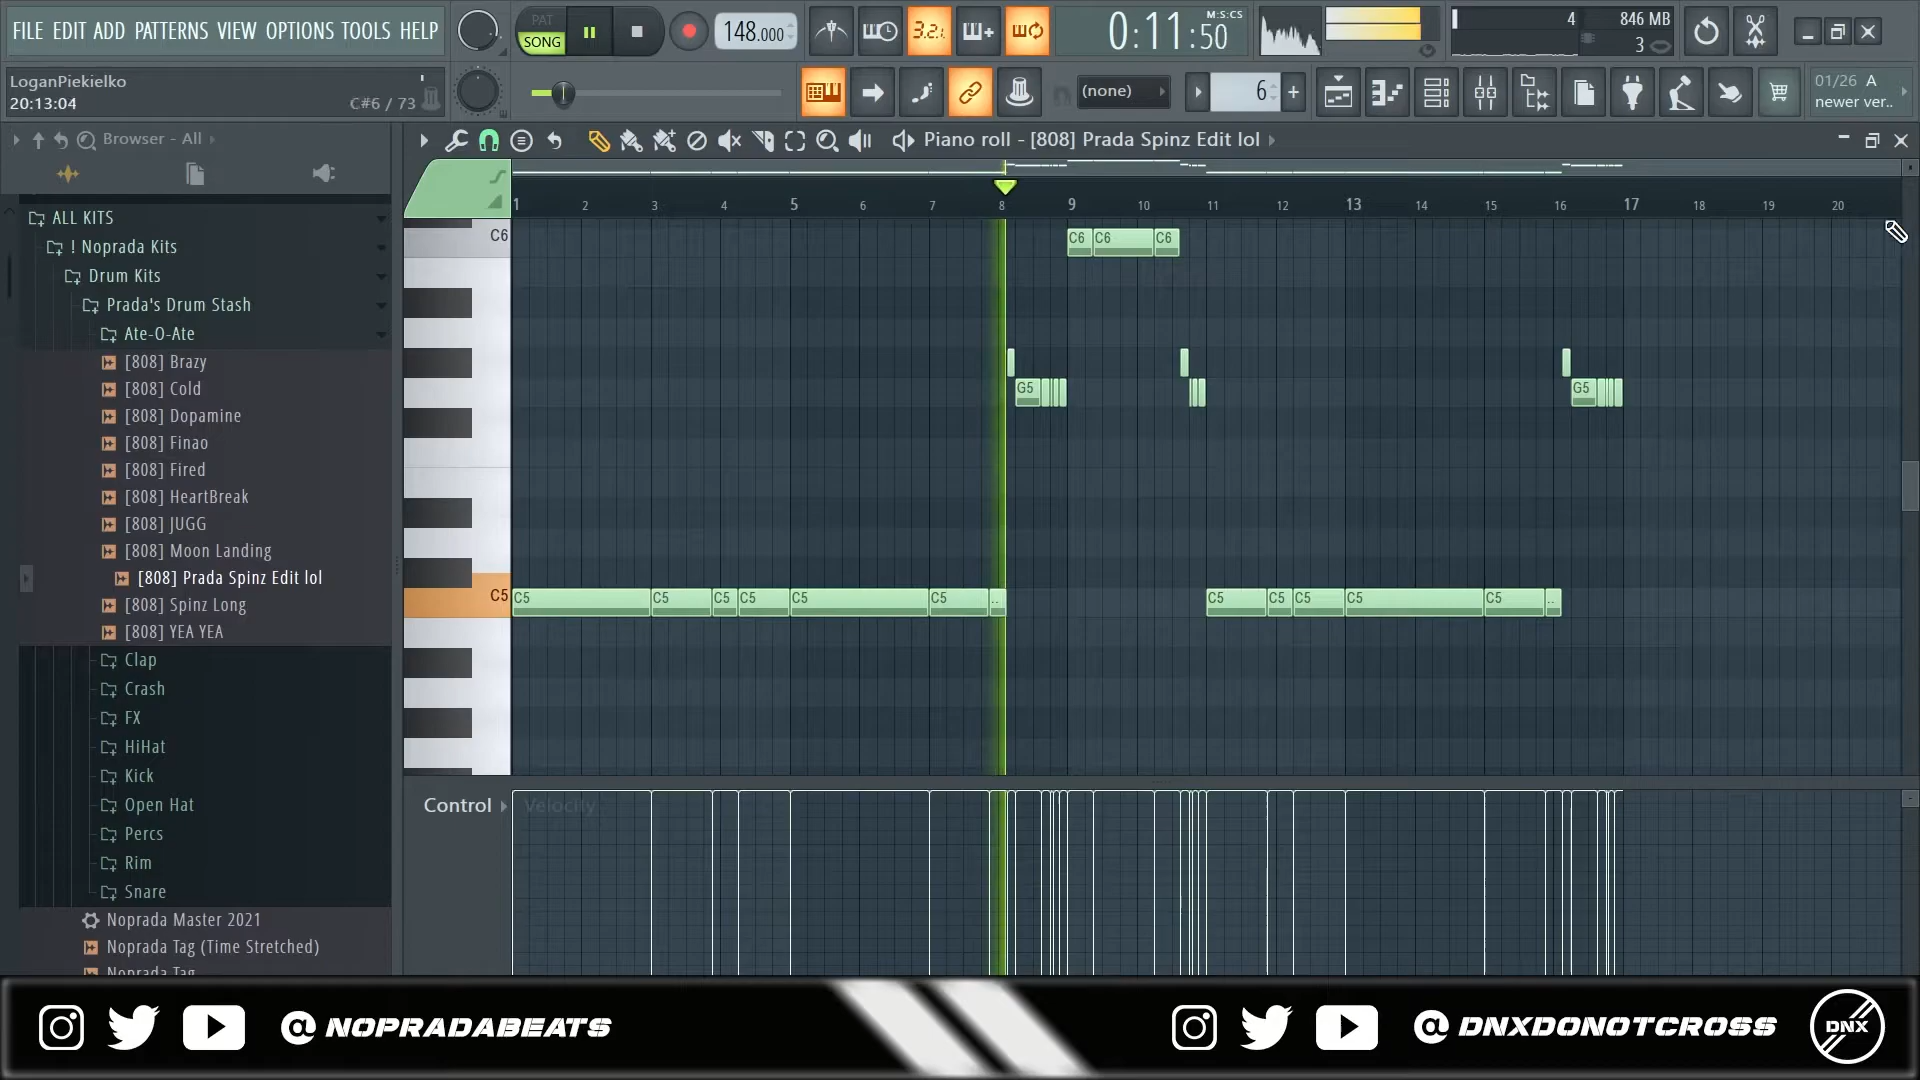 FILE EDIT ADD PATTERNS VIEW OPTIONS TOOLS HELP
PAT
SONG
148.000
3.2.1
0:11:50
M:S:CS
4
846 MB
3
LoganPiekielko
20:13:04
C#6 / 73
(none)
6
01/26 A
newer ver..
Browser - All
Piano roll - [808] Prada Spinz Edit lol
1 2 3 4 5 6 7 8 9 10 11 12 13 14 15 16 17 18 19 20
ALL KITS
! Noprada Kits
Drum Kits
Prada's Drum Stash
Ate-O-Ate
[808] Brazy
[808] Cold
[808] Dopamine
[808] Finao
[808] Fired
[808] HeartBreak
[808] JUGG
[808] Moon Landing
[808] Prada Spinz Edit lol
[808] Spinz Long
[808] YEA YEA
Clap
Crash
FX
HiHat
Kick
Open Hat
Percs
Rim
Snare
Noprada Master 2021
Noprada Tag (Time Stretched)
Noprada Tag
C6
C6 C6 C6
G5 G5
C5
C5 C5 C5 C5 C5 C5 .. C5 C5 C5 C5 C5 ..
Control
Velocity
@ NOPRADABEATS
@ DNXDONOTCROSS
DNX